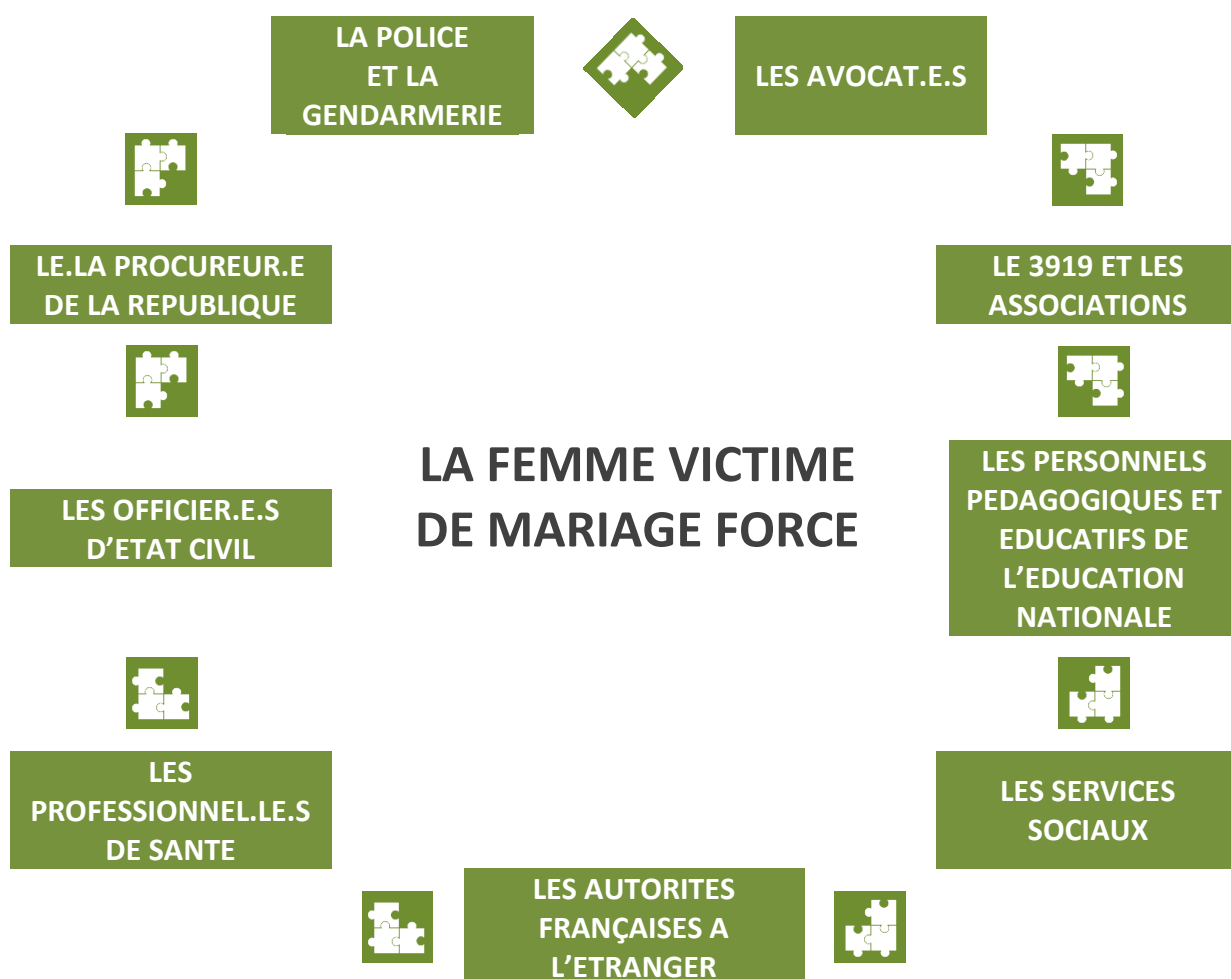 LA POLICE
ET LA
GENDARMERIE
LES AVOCAT.E.S
LE.LA PROCUREUR.E
DE LA REPUBLIQUE
LE 3919 ET LES
ASSOCIATIONS
LA FEMME VICTIME
DE MARIAGE FORCE
LES OFFICIER.E.S
D’ETAT CIVIL
LES PERSONNELS
PEDAGOGIQUES ET
EDUCATIFS DE
L’EDUCATION
NATIONALE
LES
PROFESSIONNEL.LE.S
DE SANTE
LES SERVICES
SOCIAUX
LES AUTORITES
FRANÇAISES A
L’ETRANGER